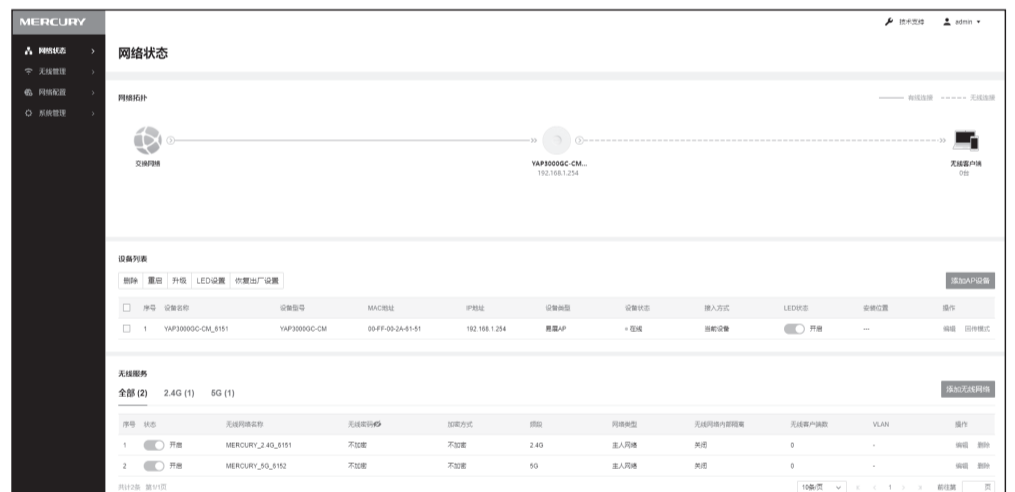 MERCURY
技术支持 admin
网络状态
无线管理
网络配置
系统管理
网络状态
网络拓扑
有线连接 无线连接
交换网络
YAP3000GC-CM...
192.168.1.254
无线客户端
0台
设备列表
删除 重启 升级 LED设置 恢复出厂设置
添加AP设备
序号 设备名称 设备型号 MAC地址 IP地址 设备类型 设备状态 接入方式 LED状态 安装位置 操作
1 YAP3000GC-CM_6151 YAP3000GC-CM 00-FF-00-2A-61-51 192.168.1.254 易展AP 在线 当前设备 开启 --- 编辑 回传模式
无线服务
全部 (2) 2.4G (1) 5G (1)
添加无线网络
序号 状态 无线网络名称 无线密码 加密方式 频段 网络类型 无线网络内部隔离 无线客户端数 VLAN 操作
1 开启 MERCURY_2.4G_6151 不加密 不加密 2.4G 主人网络 关闭 0 - 编辑 删除
2 开启 MERCURY_5G_6152 不加密 不加密 5G 主人网络 关闭 0 - 编辑 删除
共计2条 第1/1页 10条/页 1 前往第 页